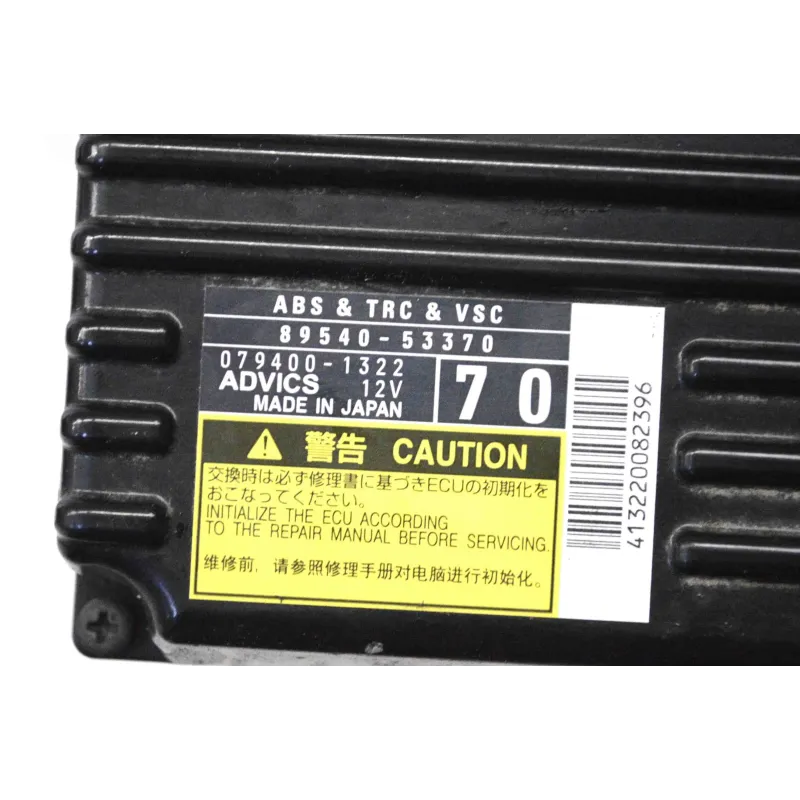 ABS & TRC & VSC
89540-53370
079400-1322
ADVICS 12V
MADE IN JAPAN
70
警告 CAUTION
交換時は必ず修理書に基づきECUの初期化を
おこなってください。
INITIALIZE THE ECU ACCORDING
TO THE REPAIR MANUAL BEFORE SERVICING.
维修前, 请参照修理手册对电脑进行初始化。
413220082396